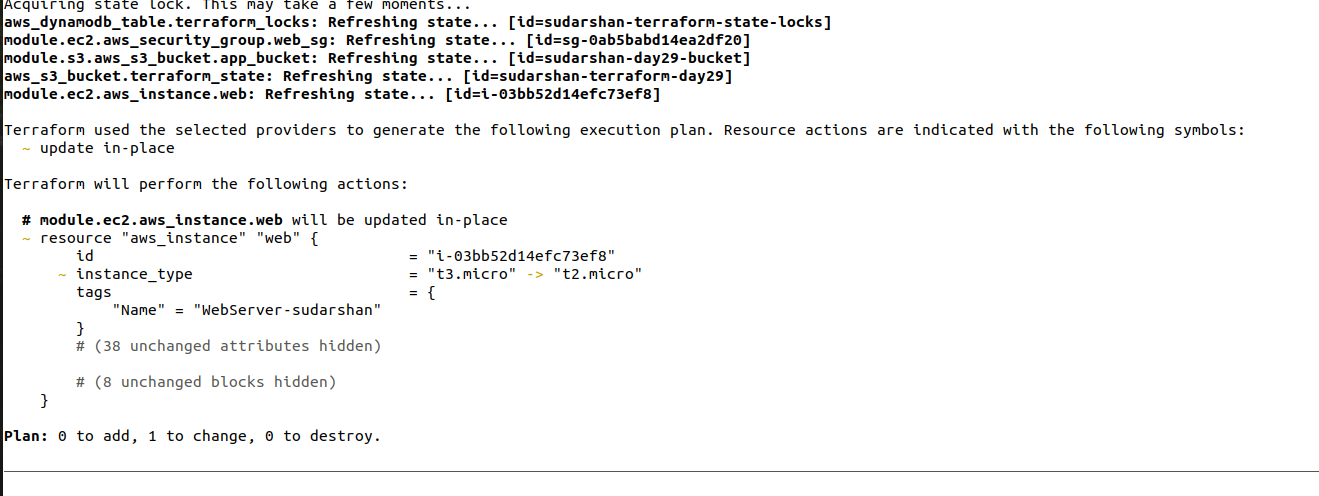 Acquiring state lock. This may take a few moments...
aws_dynamodb_table.terraform_locks: Refreshing state... [id=sudarshan-terraform-state-locks]
module.ec2.aws_security_group.web_sg: Refreshing state... [id=sg-0ab5babd14ea2df20]
module.s3.aws_s3_bucket.app_bucket: Refreshing state... [id=sudarshan-day29-bucket]
aws_s3_bucket.terraform_state: Refreshing state... [id=sudarshan-terraform-day29]
module.ec2.aws_instance.web: Refreshing state... [id=i-03bb52d14efc73ef8]

Terraform used the selected providers to generate the following execution plan. Resource actions are indicated with the following symbols:
  ~ update in-place

Terraform will perform the following actions:

  # module.ec2.aws_instance.web will be updated in-place
  ~ resource "aws_instance" "web" {
        id                                   = "i-03bb52d14efc73ef8"
      ~ instance_type                        = "t3.micro" -> "t2.micro"
        tags                                 = {
            "Name" = "WebServer-sudarshan"
        }
        # (38 unchanged attributes hidden)

        # (8 unchanged blocks hidden)
    }

Plan: 0 to add, 1 to change, 0 to destroy.